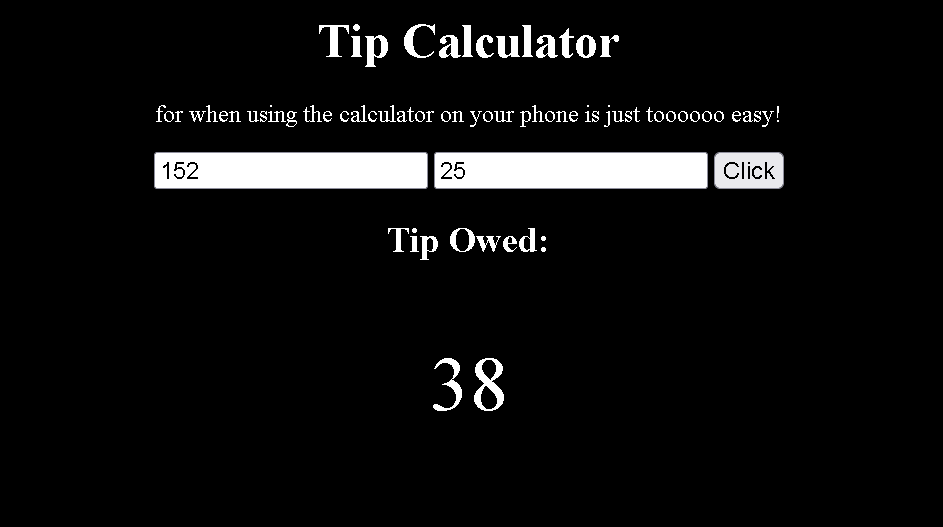 Tip Calculator
for when using the calculator on your phone is just toooooo easy!
152 25 Click
Tip Owed:
38